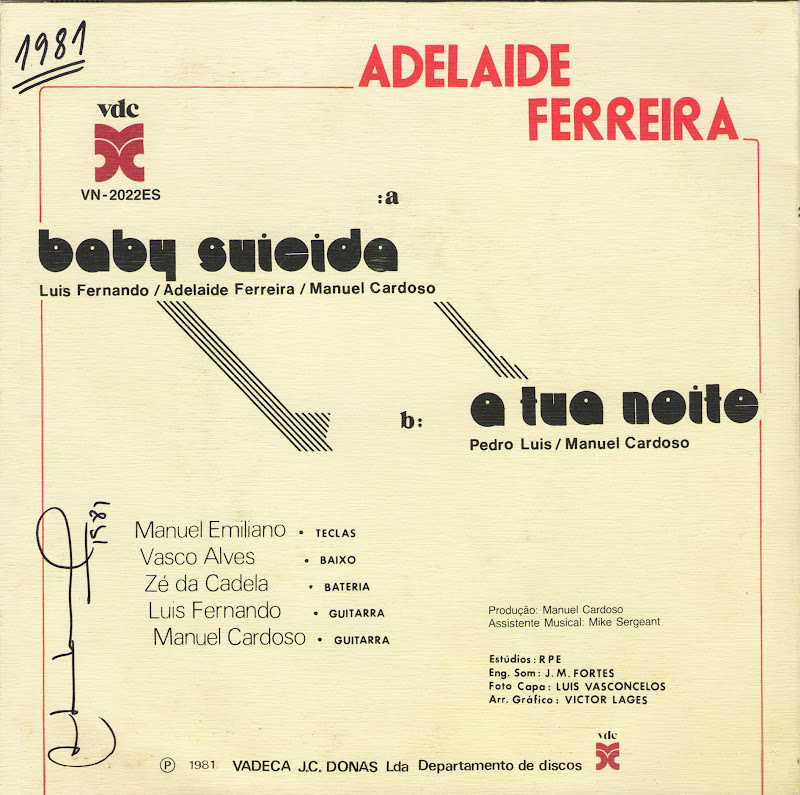 1981
ADELAIDE
FERREIRA
vdc
VN-2022ES
:a
baby suicida
Luis Fernando / Adelaide Ferreira / Manuel Cardoso
b:
a tua noite
Pedro Luis / Manuel Cardoso
1981
Manuel Emiliano • TECLAS
Vasco Alves • BAIXO
Zé da Cadela • BATERIA
Luis Fernando • GUITARRA
Manuel Cardoso • GUITARRA
Produção: Manuel Cardoso
Assistente Musical: Mike Sergeant
Estúdios: RPE
Eng. Som: J. M. FORTES
Foto Capa: LUIS VASCONCELOS
Arr. Gráfico: VICTOR LAGES
vdc
℗ 1981 VADECA J.C. DONAS Lda Departamento de discos